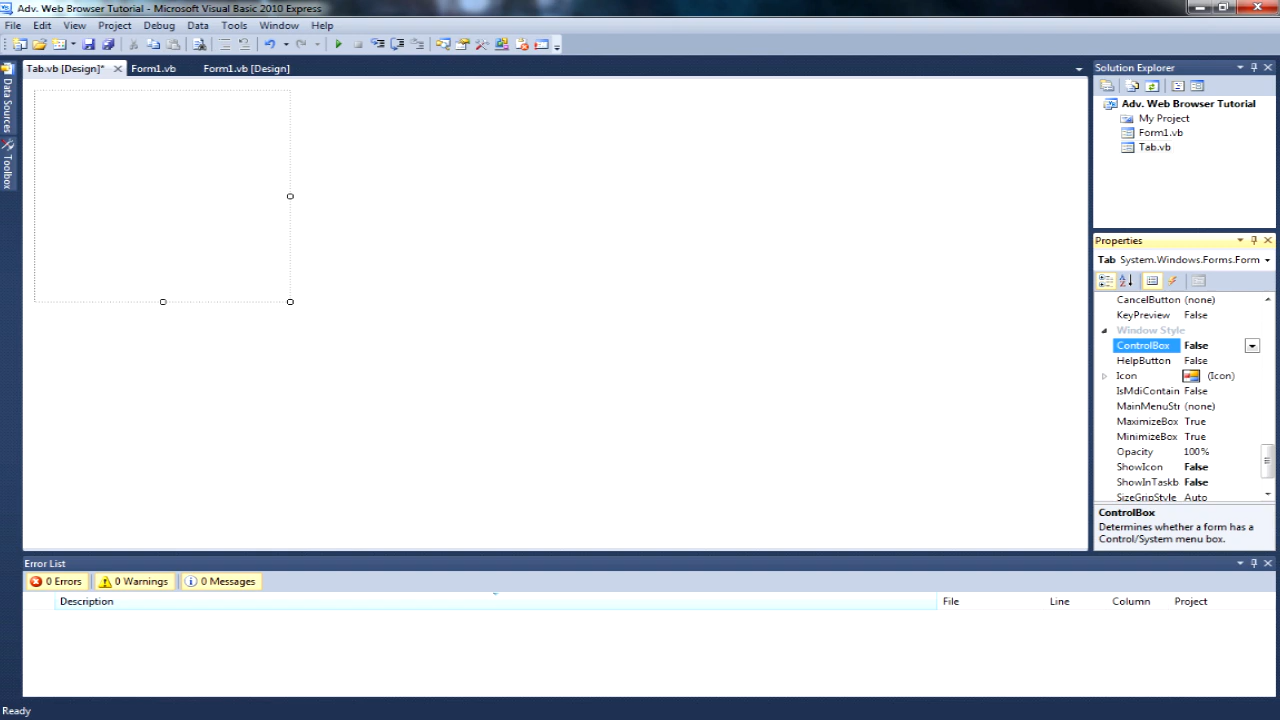 Adv. Web Browser Tutorial - Microsoft Visual Basic 2010 Express
File Edit View Project Debug Data Tools Window Help
Tab.vb [Design]* Form1.vb Form1.vb [Design]
Data Sources
Toolbox
Solution Explorer
Adv. Web Browser Tutorial
My Project
Form1.vb
Tab.vb
Properties
Tab System.Windows.Forms.Form
CancelButton (none)
KeyPreview False
Window Style
ControlBox False
HelpButton False
Icon (Icon)
IsMdiContain False
MainMenuStr (none)
MaximizeBox True
MinimizeBox True
Opacity 100%
ShowIcon False
ShowInTaskb False
SizeGripStyle Auto
ControlBox
Determines whether a form has a
Control/System menu box.
Error List
0 Errors 0 Warnings 0 Messages
Description File Line Column Project
Ready